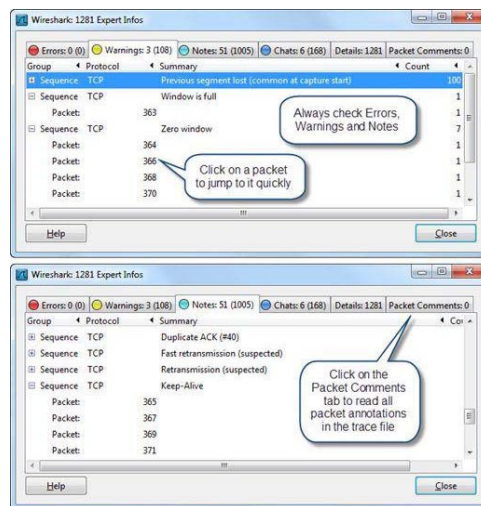 Wireshark: 1281 Expert Infos
Errors: 0 (0) Warnings: 3 (108) Notes: 51 (1005) Chats: 6 (168) Details: 1281 Packet Comments: 0
Group Protocol Summary Count
Sequence TCP Previous segment lost (common at capture start) 100
Sequence TCP Window is full 1
Packet: 363 1
Sequence TCP Zero window 7
Packet: 364 1
Packet: 366 1
Packet: 368 1
Packet: 370 1
Always check Errors,
Warnings and Notes
Click on a packet
to jump to it quickly
Help Close
Wireshark: 1281 Expert Infos
Errors: 0 (0) Warnings: 3 (108) Notes: 51 (1005) Chats: 6 (168) Details: 1281 Packet Comments: 0
Group Protocol Summary Cou
Sequence TCP Duplicate ACK (#40)
Sequence TCP Fast retransmission (suspected)
Sequence TCP Retransmission (suspected)
Sequence TCP Keep-Alive
Packet: 365
Packet: 367
Packet: 369
Packet: 371
Click on the
Packet Comments
tab to read all
packet annotations
in the trace file
Help Close